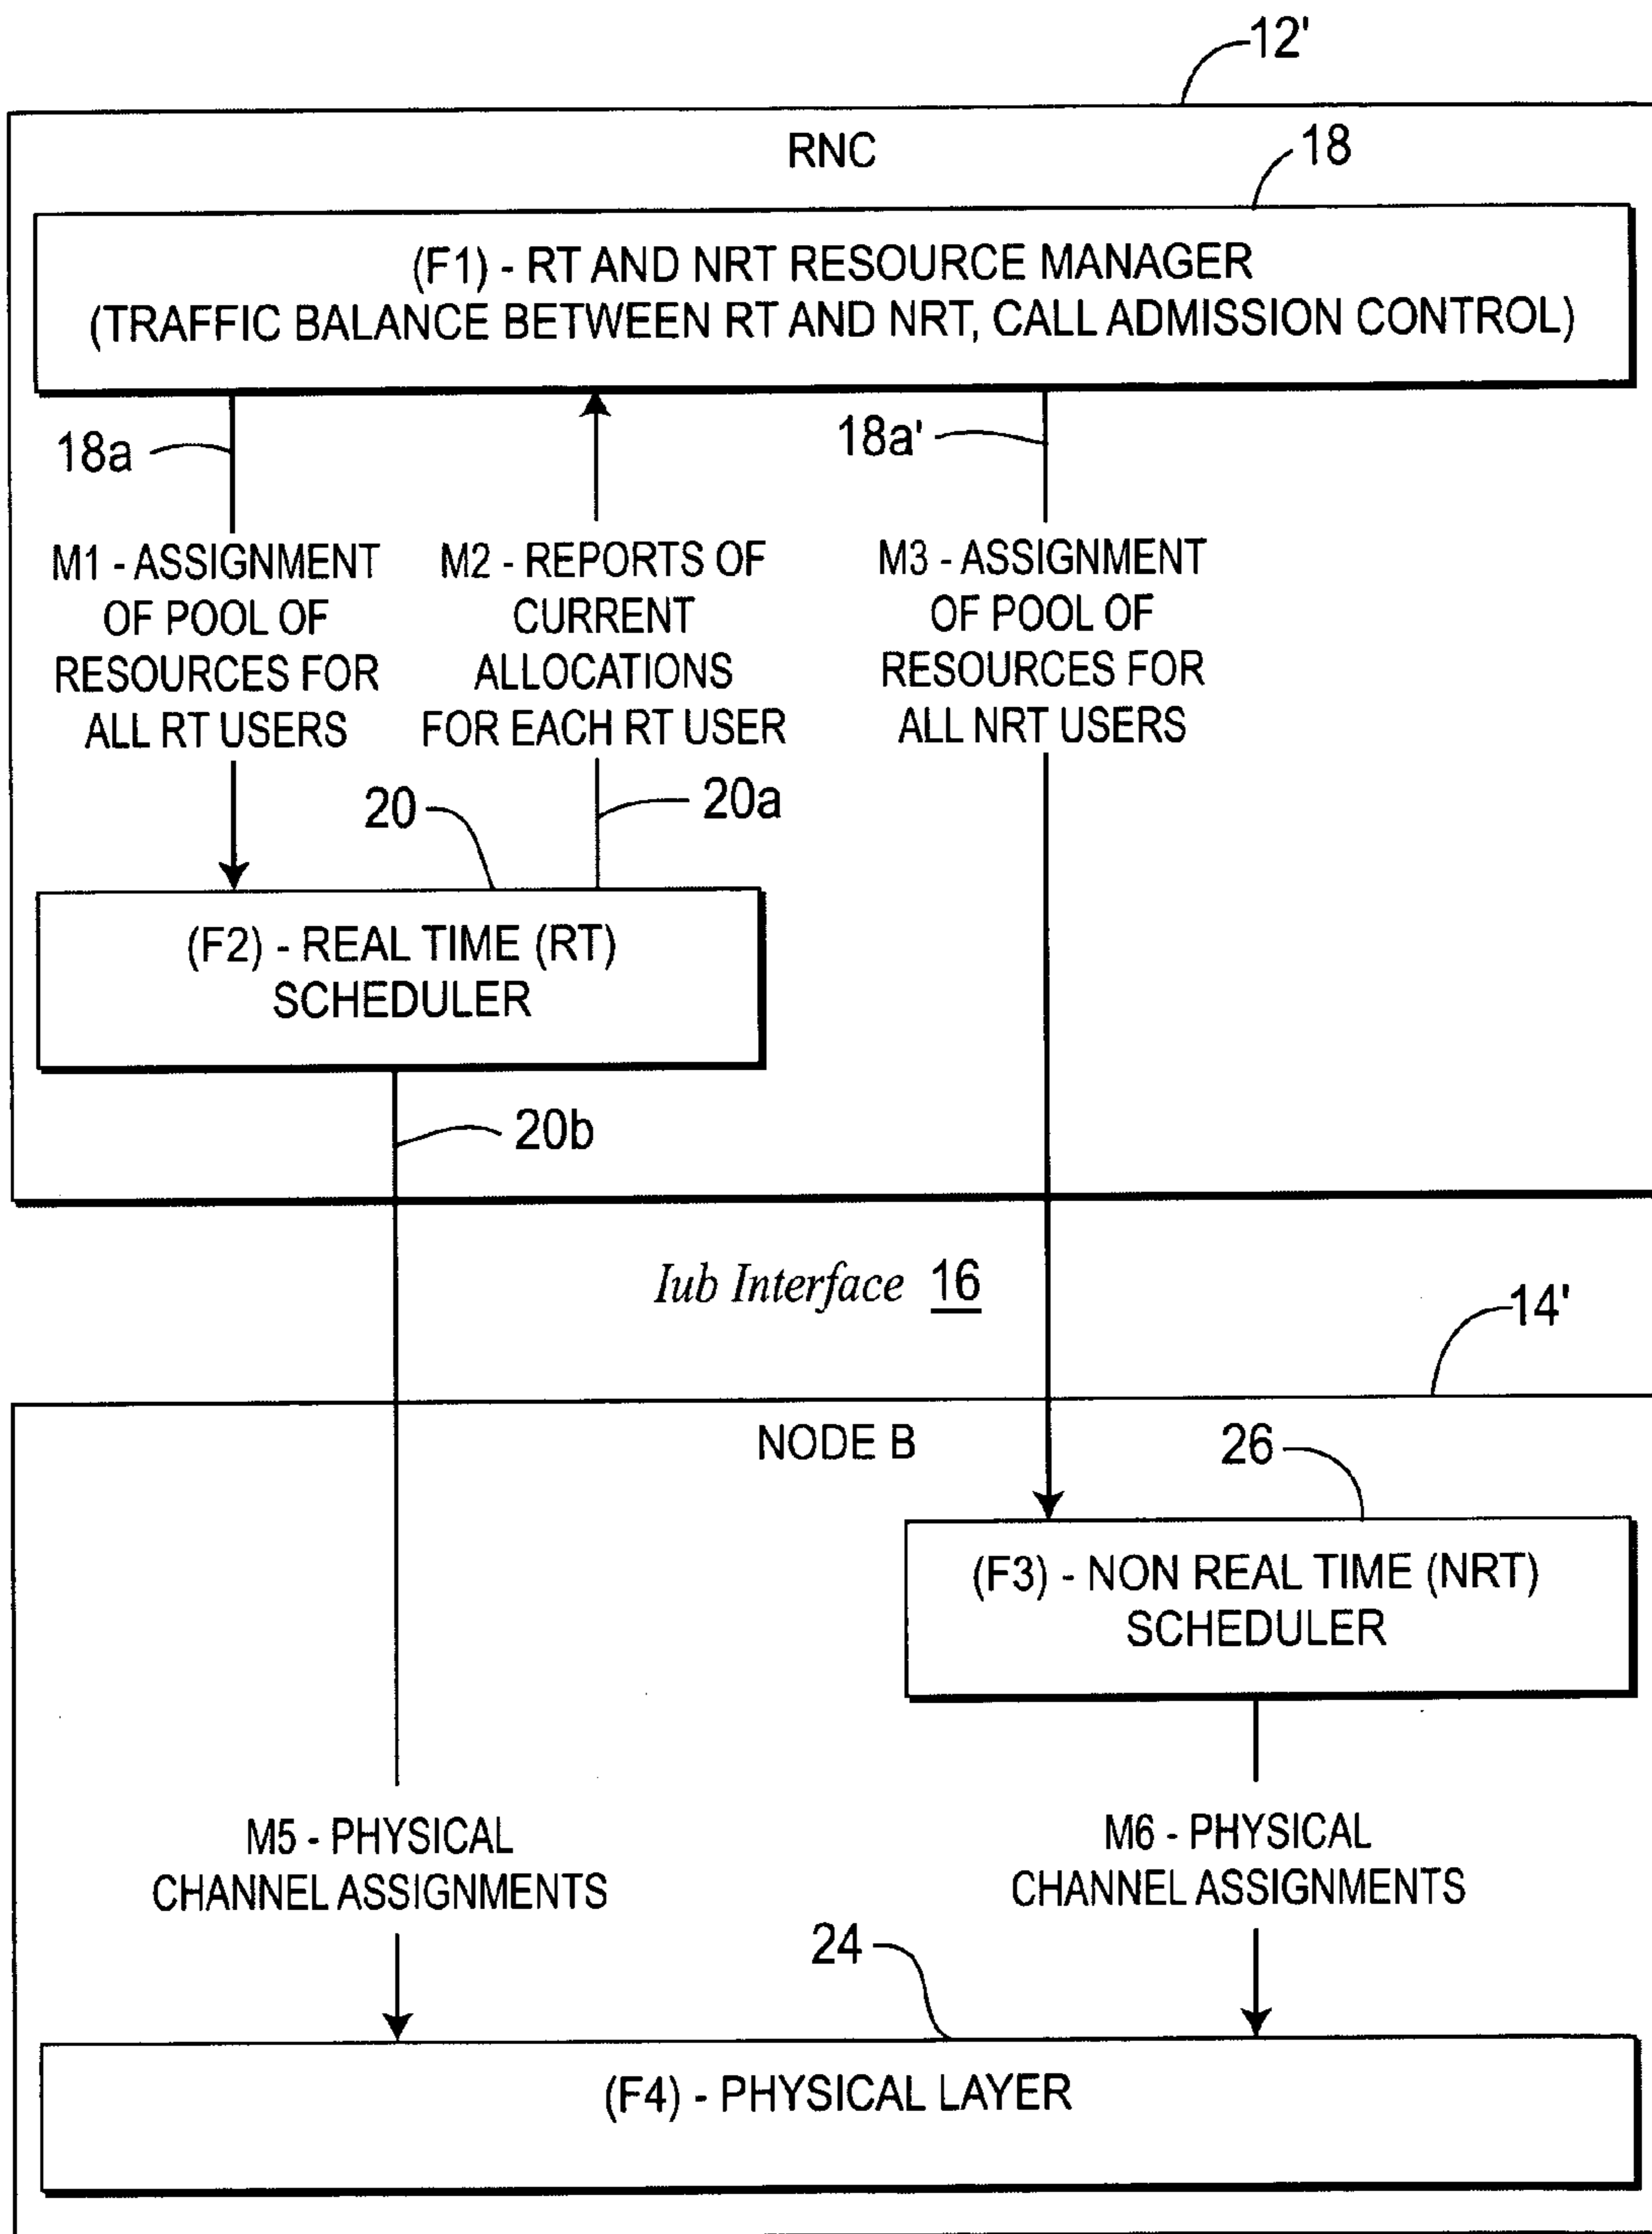 12'
RNC
18
(F1) - RT AND NRT RESOURCE MANAGER
(TRAFFIC BALANCE BETWEEN RT AND NRT, CALL ADMISSION CONTROL)
18a
18a'
M1 - ASSIGNMENT
OF POOL OF
RESOURCES FOR
ALL RT USERS
M2 - REPORTS OF
CURRENT
ALLOCATIONS
FOR EACH RT USER
M3 - ASSIGNMENT
OF POOL OF
RESOURCES FOR
ALL NRT USERS
20
20a
(F2) - REAL TIME (RT)
SCHEDULER
20b
Iub Interface 16
14'
NODE B
26
(F3) - NON REAL TIME (NRT)
SCHEDULER
M5 - PHYSICAL
CHANNEL ASSIGNMENTS
M6 - PHYSICAL
CHANNEL ASSIGNMENTS
24
(F4) - PHYSICAL LAYER